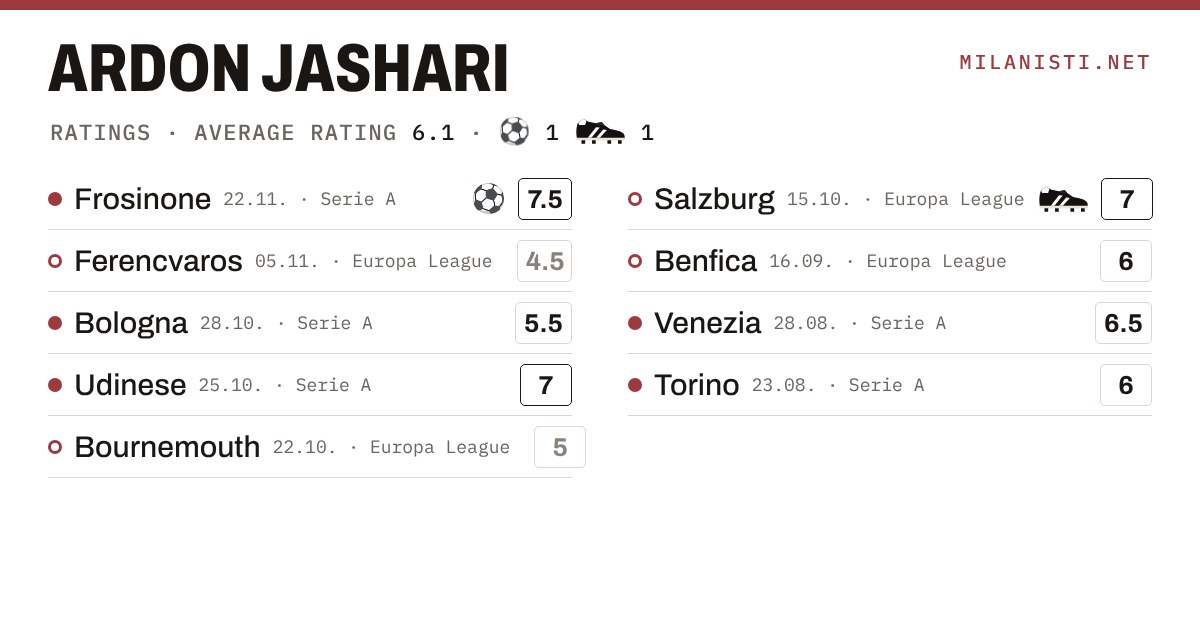 ARDON JASHARI
MILANISTI.NET
RATINGS · AVERAGE RATING 6.1 · 1 1
Frosinone 22.11. · Serie A 7.5
Ferencvaros 05.11. · Europa League 4.5
Bologna 28.10. · Serie A 5.5
Udinese 25.10. · Serie A 7
Bournemouth 22.10. · Europa League 5
Salzburg 15.10. · Europa League 7
Benfica 16.09. · Europa League 6
Venezia 28.08. · Serie A 6.5
Torino 23.08. · Serie A 6